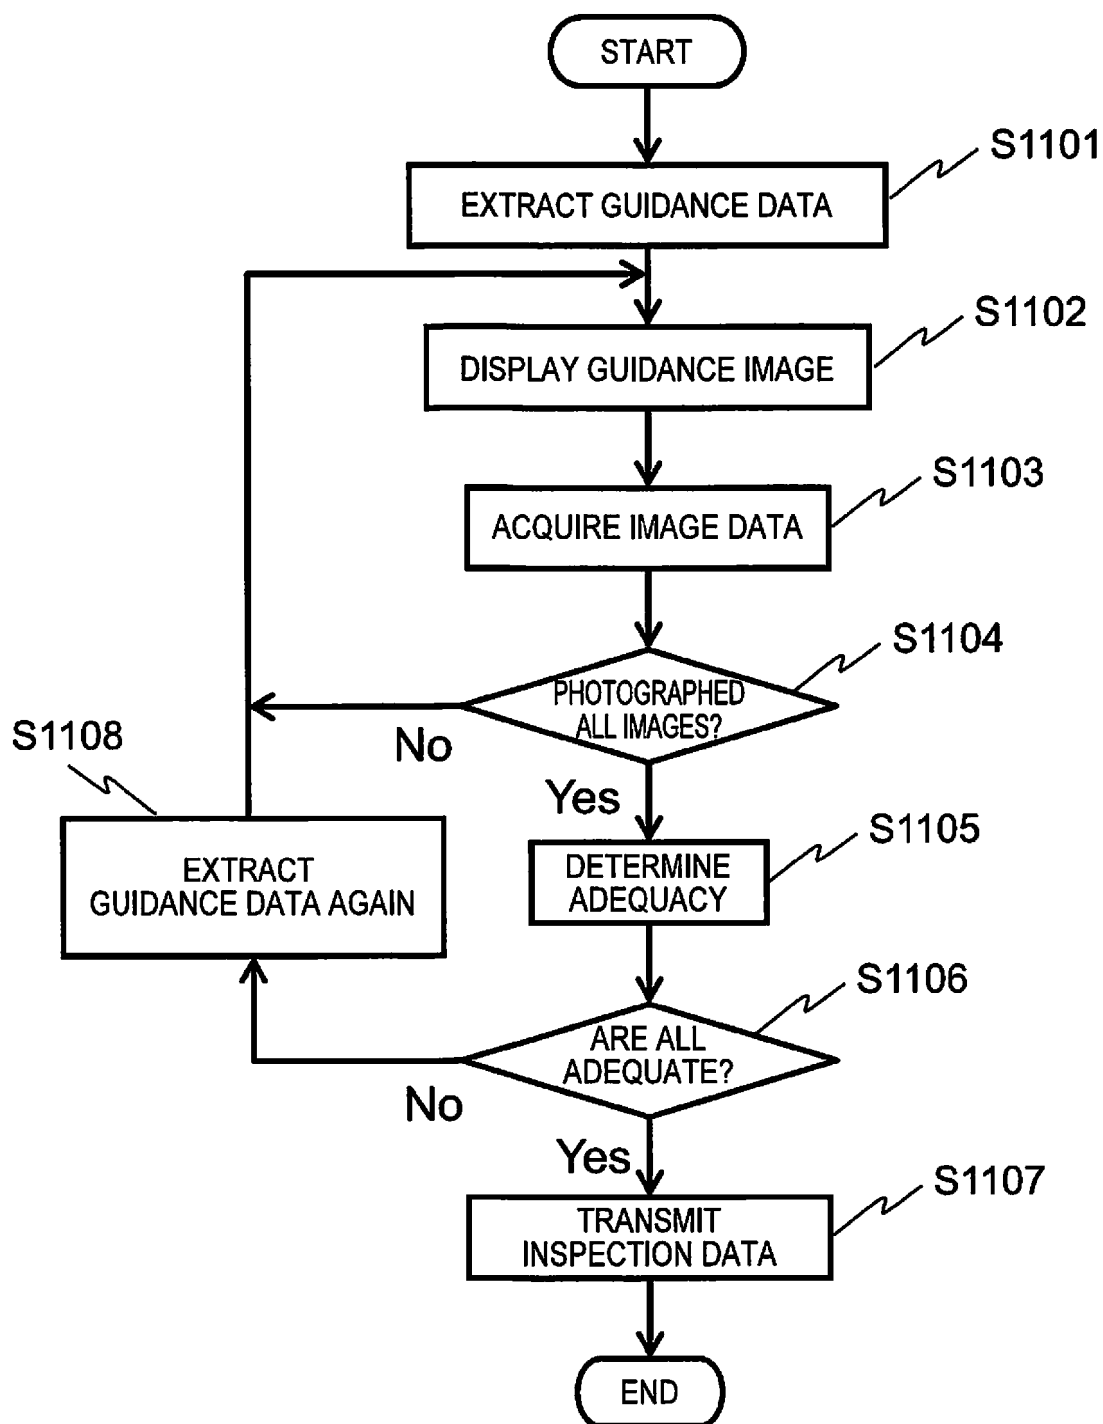 START
S1101
EXTRACT GUIDANCE DATA
S1102
DISPLAY GUIDANCE IMAGE
S1103
ACQUIRE IMAGE DATA
S1104
PHOTOGRAPHED
ALL IMAGES?
No
S1108
Yes
S1105
EXTRACT
GUIDANCE DATA AGAIN
DETERMINE
ADEQUACY
S1106
ARE ALL
ADEQUATE?
No
Yes
S1107
TRANSMIT
INSPECTION DATA
END